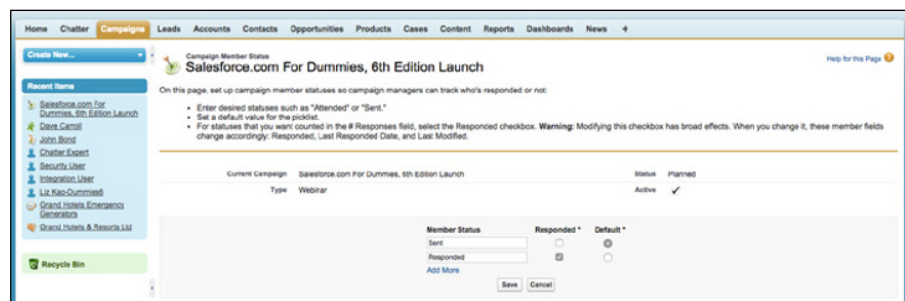 Home Chatter Campaigns Leads Accounts Contacts Opportunities Products Cases Content Reports Dashboards News +
Create New...
Recent Items
Salesforce.com For
Dummies, 6th Edition Launch
Dave Carroll
John Bond
Chatter Expert
Security User
Integration User
Liz Kao-Dummies6
Grand Hotels Emergency
Generators
Grand Hotels & Resorts Ltd
Recycle Bin
Campaign Member Status
Salesforce.com For Dummies, 6th Edition Launch
Help for this Page
On this page, set up campaign member statuses so campaign managers can track who's responded or not:
• Enter desired statuses such as "Attended" or "Sent."
• Set a default value for the picklist.
• For statuses that you want counted in the # Responses field, select the Responced checkbox. Warning: Modifying this checkbox has broad effects. When you change it, these member fields
change accordingly: Responded, Last Responded Date, and Last Modified.
Current Campaign Salesforce.com For Dummies, 6th Edition Launch Status Planned
Type Webinar Active ✓
Member Status Responded * Default *
Sent
Responded
Add More
Save Cancel